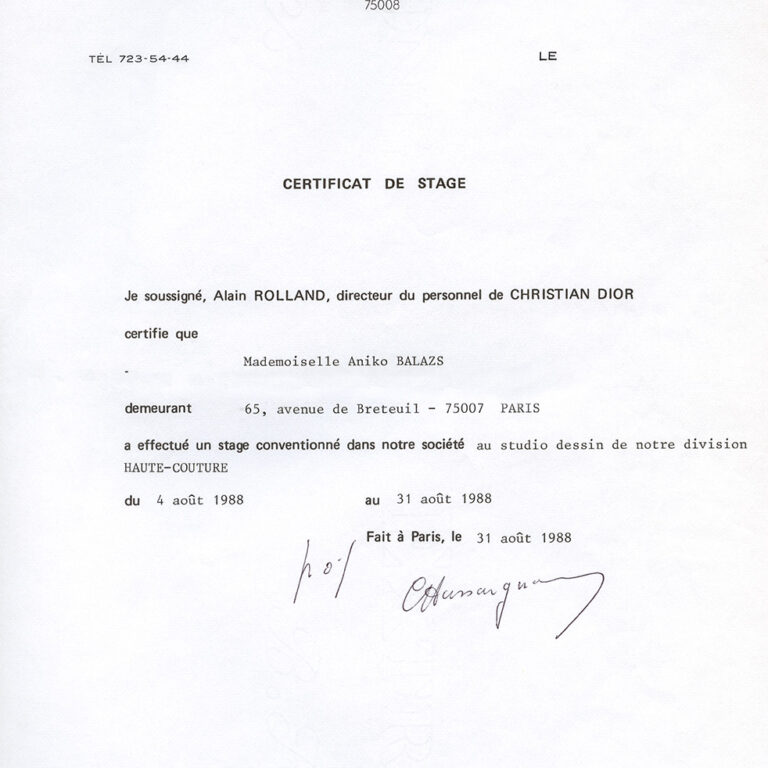 75008
TÉL 723-54-44 LE
CERTIFICAT DE STAGE
Je soussigné, Alain ROLLAND, directeur du personnel de CHRISTIAN DIOR
certifie que
Mademoiselle Aniko BALAZS
demeurant 65, avenue de Breteuil - 75007 PARIS
a effectué un stage conventionné dans notre société au studio dessin de notre division
HAUTE-COUTURE
du 4 août 1988 au 31 août 1988
Fait à Paris, le 31 août 1988